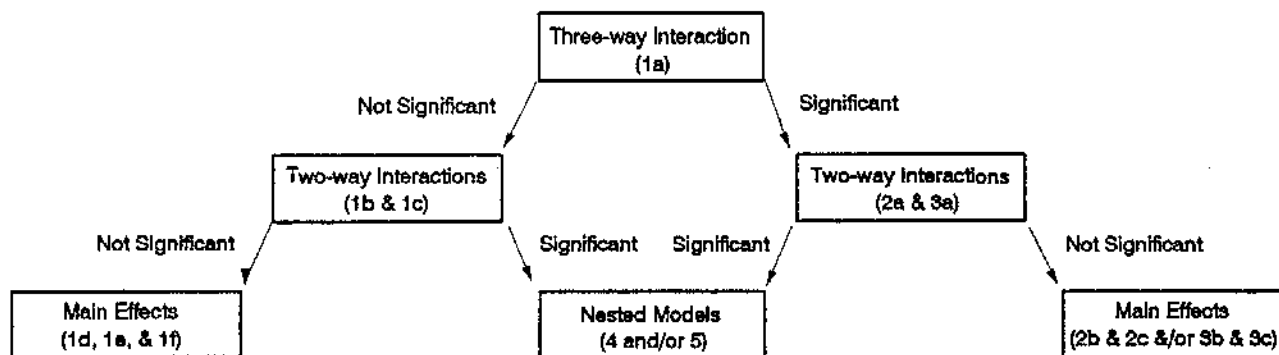 Three-way Interaction
(1a)
Not Significant
Significant
Two-way Interactions
(1b & 1c)
Two-way Interactions
(2a & 3a)
Not Significant
Significant
Significant
Not Significant
Main Effects
(1d, 1e, & 1f)
Nested Models
(4 and/or 5)
Main Effects
(2b & 2c &/or 3b & 3c)